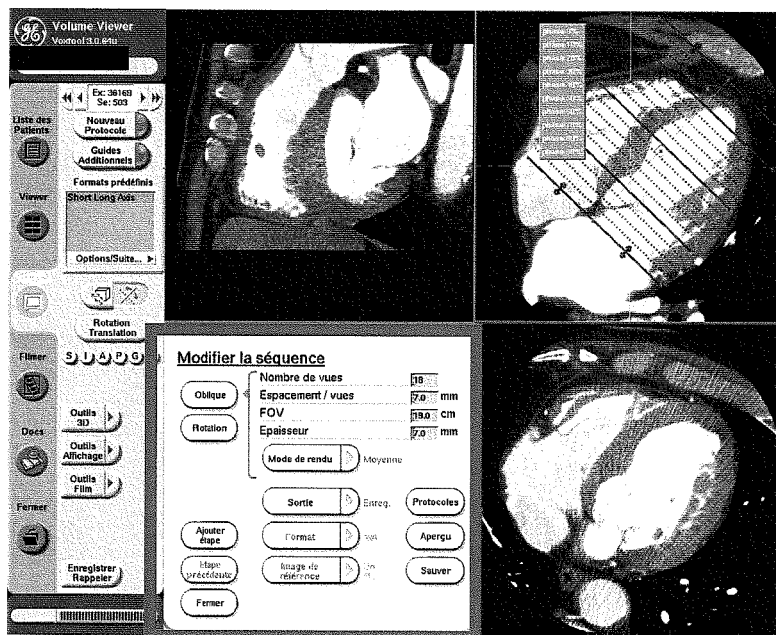 GE
Volume Viewer
Voxtool 3.0.64u
Ex: 36169
Se: 503
Liste des
Patients
Nouveau
Protocole
Guides
Additionnels
Formats prédéfinis
Short Long Axis
Viewer
Options/Suite...
Rotation
Translation
S I A P G
Filmer
Outils
3D
Docs
Outils
Affichage
Outils
Film
Fermer
Enregistrer
Rappeler
Modifier la séquence
Oblique
Rotation
Nombre de vues 18
Espacement / vues 7.0 mm
FOV 19.0 cm
Epaisseur 7.0 mm
Mode de rendu Moyenne
Sortie Enreg. Protocoles
Ajouter
étape
Format
Aperçu
Etape
précédente
Image de
référence
Sauver
Fermer